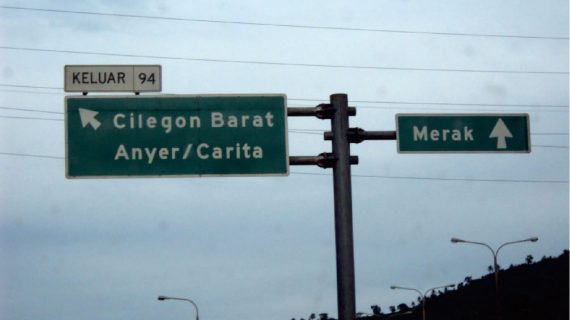 KELUAR 94
Cilegon Barat
Anyer/Carita
Merak